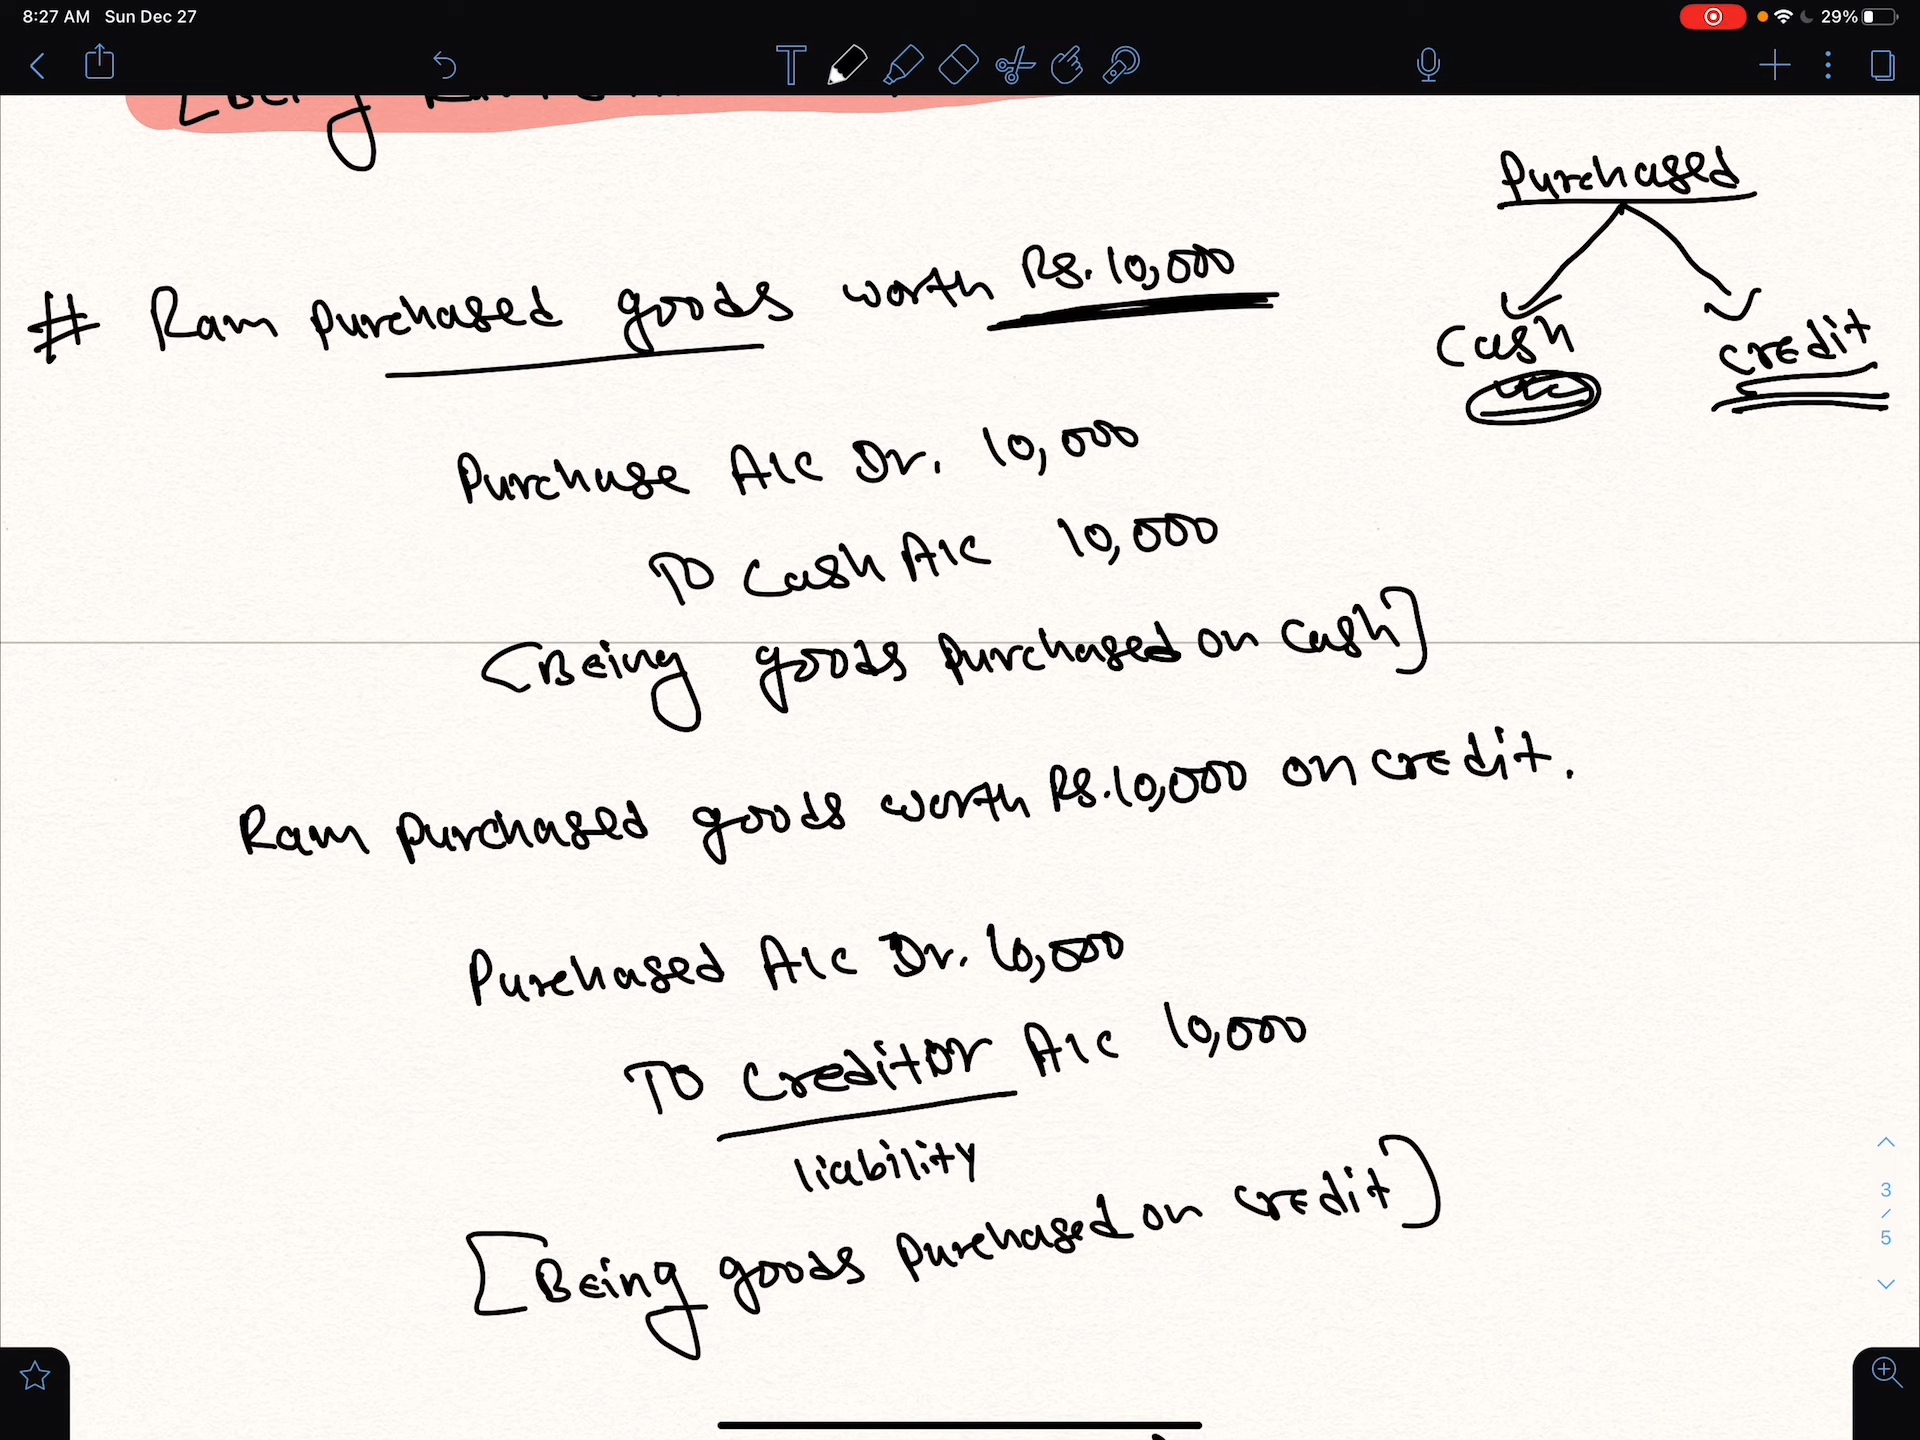 8:27 AM Sun Dec 27
29%
[Being
Purchased
Cash
credit
# Ram purchased goods worth Rs. 10,000
Purchase A/c Dr. 10,000
To Cash A/c 10,000
[Being goods purchased on cash]
Ram purchased goods worth Rs. 10,000 on credit.
Purchased A/c Dr. 10,000
To Creditor A/c 10,000
liability
[Being goods purchased on credit]
3
/
5